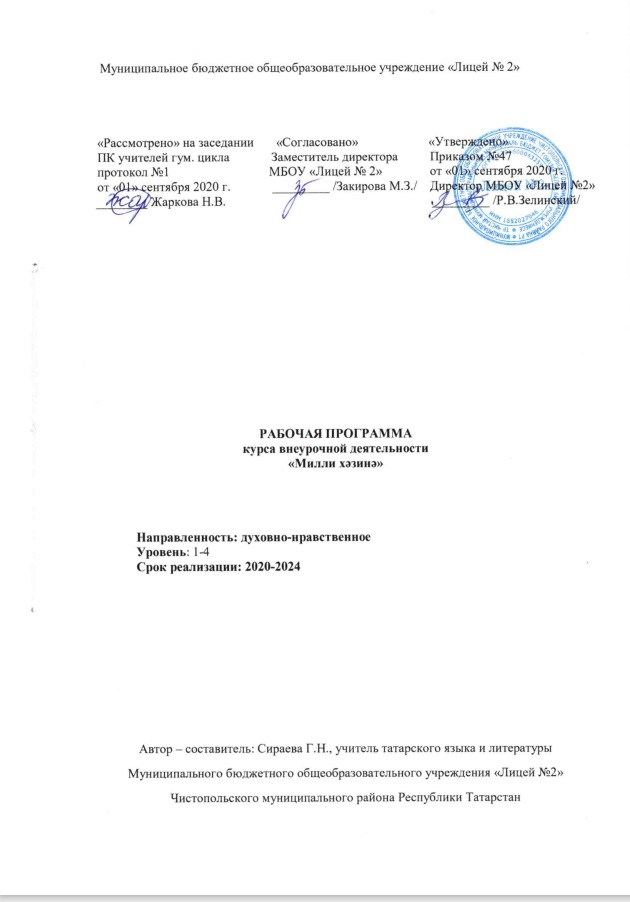 Муниципальное бюджетное общеобразовательное учреждение «Лицей № 2»
«Рассмотрено» на заседании
ПК учителей гум. цикла
протокол №1
от «01» сентября 2020 г.
Жаркова Н.В.
«Согласовано»
Заместитель директора
МБОУ «Лицей № 2»
/Закирова М.З./
«Утверждено»
Приказом №47
от «01» сентября 2020 г.
Директор МБОУ «Лицей №2»
/Р.В.Зелинский/
РАБОЧАЯ ПРОГРАММА
курса внеурочной деятельности
«Милли хәзинә»
Направленность: духовно-нравственное
Уровень: 1-4
Срок реализации: 2020-2024
Автор – составитель: Сираева Г.Н., учитель татарского языка и литературы
Муниципального бюджетного общеобразовательного учреждения «Лицей №2»
Чистопольского муниципального района Республики Татарстан